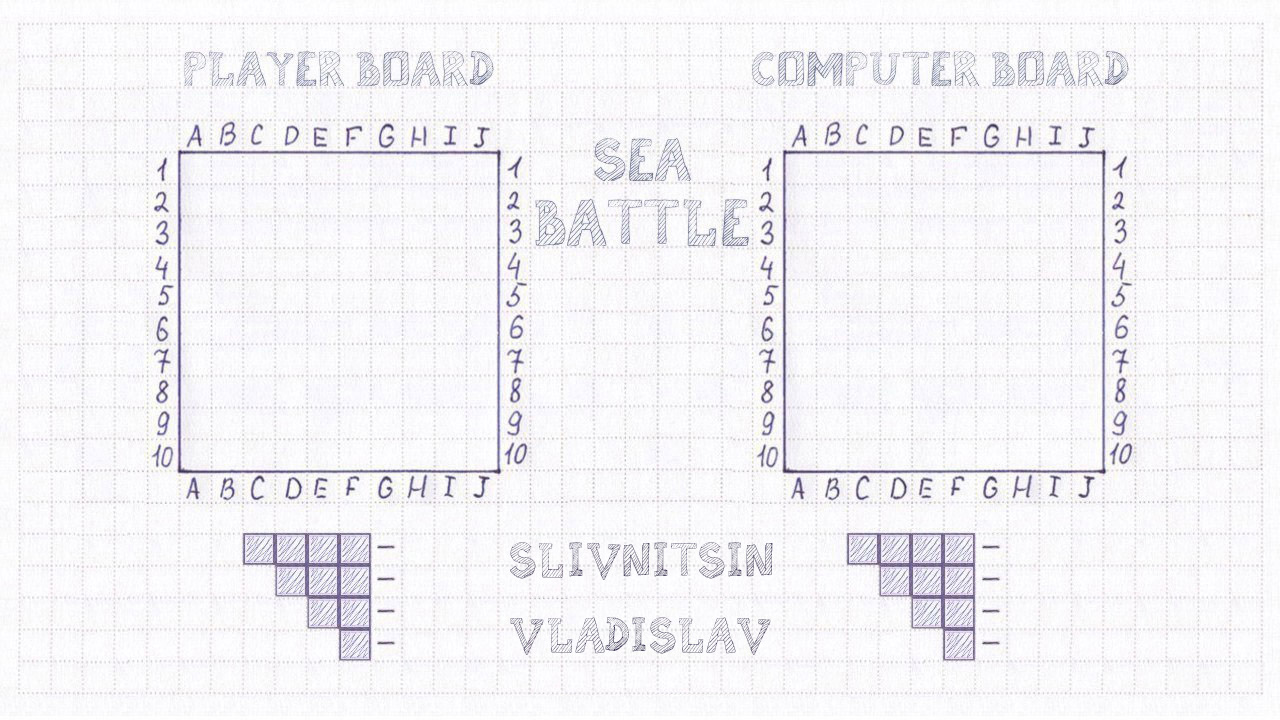 PLAYER BOARD
COMPUTER BOARD
A B C D E F G H I J
A B C D E F G H I J
SEA
BATTLE
1 1
2 2
3 3
4 4
5 5
6 6
7 7
8 8
9 9
10 10
1 1
2 2
3 3
4 4
5 5
6 6
7 7
8 8
9 9
10 10
A B C D E F G H I J
A B C D E F G H I J
–
–
–
–
SLIVNITSIN
VLADISLAV
–
–
–
–